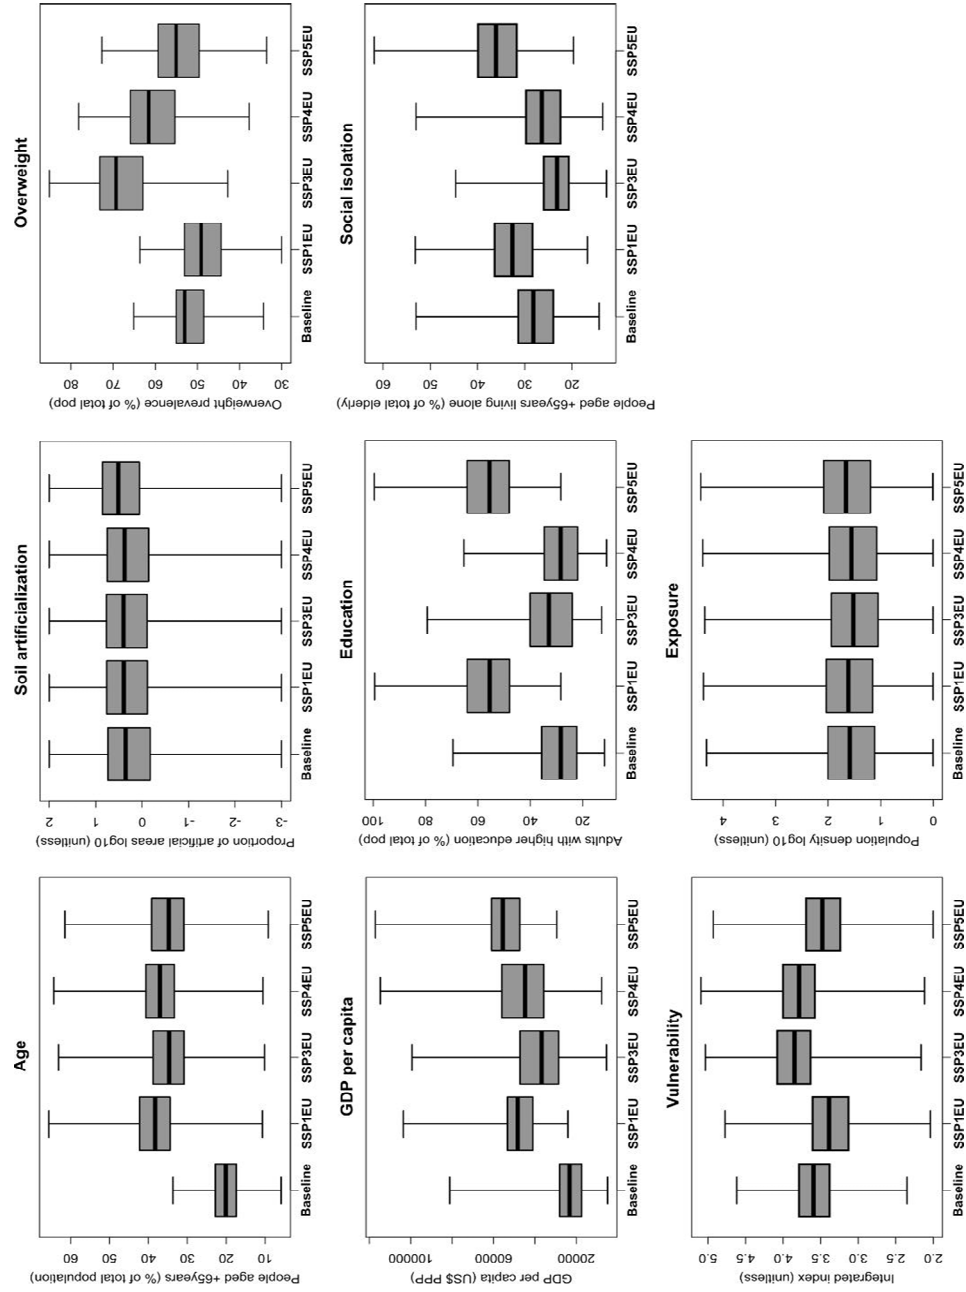 Age
People aged +65years (% of total population)
60
50
40
30
20
10
Baseline SSP1EU SSP3EU SSP4EU SSP5EU
Soil artificialization
Proportion of artificial areas log10 (unitless)
2
1
0
-1
-2
-3
Baseline SSP1EU SSP3EU SSP4EU SSP5EU
Overweight
Overweight prevalence (% of total pop)
80
70
60
50
40
30
Baseline SSP1EU SSP3EU SSP4EU SSP5EU
GDP per capita
GDP per capita (US$ PPP)
100000
60000
20000
Baseline SSP1EU SSP3EU SSP4EU SSP5EU
Education
Adults with higher education (% of total pop)
100
80
60
40
20
Baseline SSP1EU SSP3EU SSP4EU SSP5EU
Social isolation
People aged +65years living alone (% of total elderly)
60
50
40
30
20
Baseline SSP1EU SSP3EU SSP4EU SSP5EU
Vulnerability
Integrated index (unitless)
5.0
4.5
4.0
3.5
3.0
2.5
2.0
Baseline SSP1EU SSP3EU SSP4EU SSP5EU
Exposure
Population density log10 (unitless)
4
3
2
1
0
Baseline SSP1EU SSP3EU SSP4EU SSP5EU